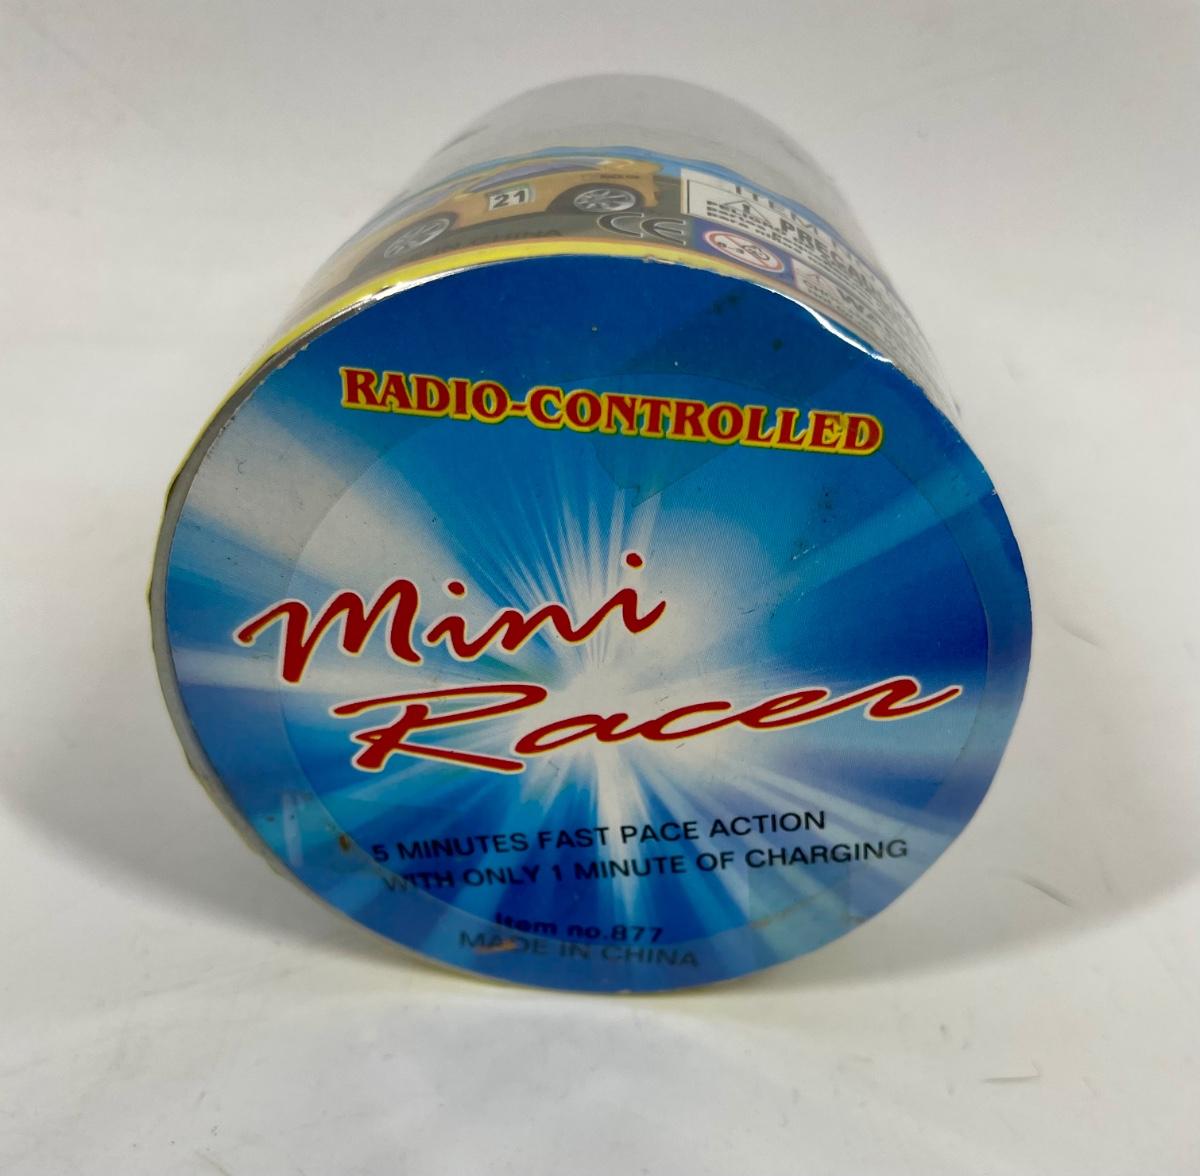 21
CE
RADIO-CONTROLLED
Mini
Racer
5 MINUTES FAST PACE ACTION
WITH ONLY 1 MINUTE OF CHARGING
Item no.877
MADE IN CHINA